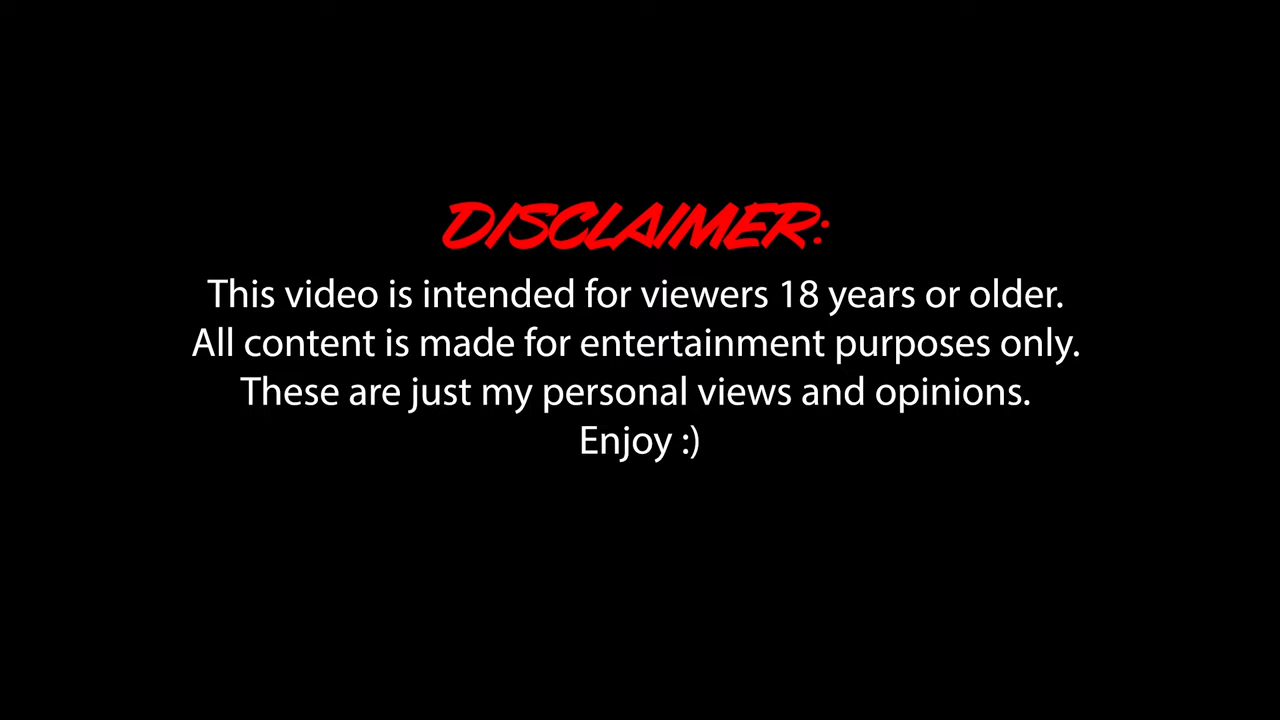 DISCLAIMER:
This video is intended for viewers 18 years or older.
All content is made for entertainment purposes only.
These are just my personal views and opinions.
Enjoy :)